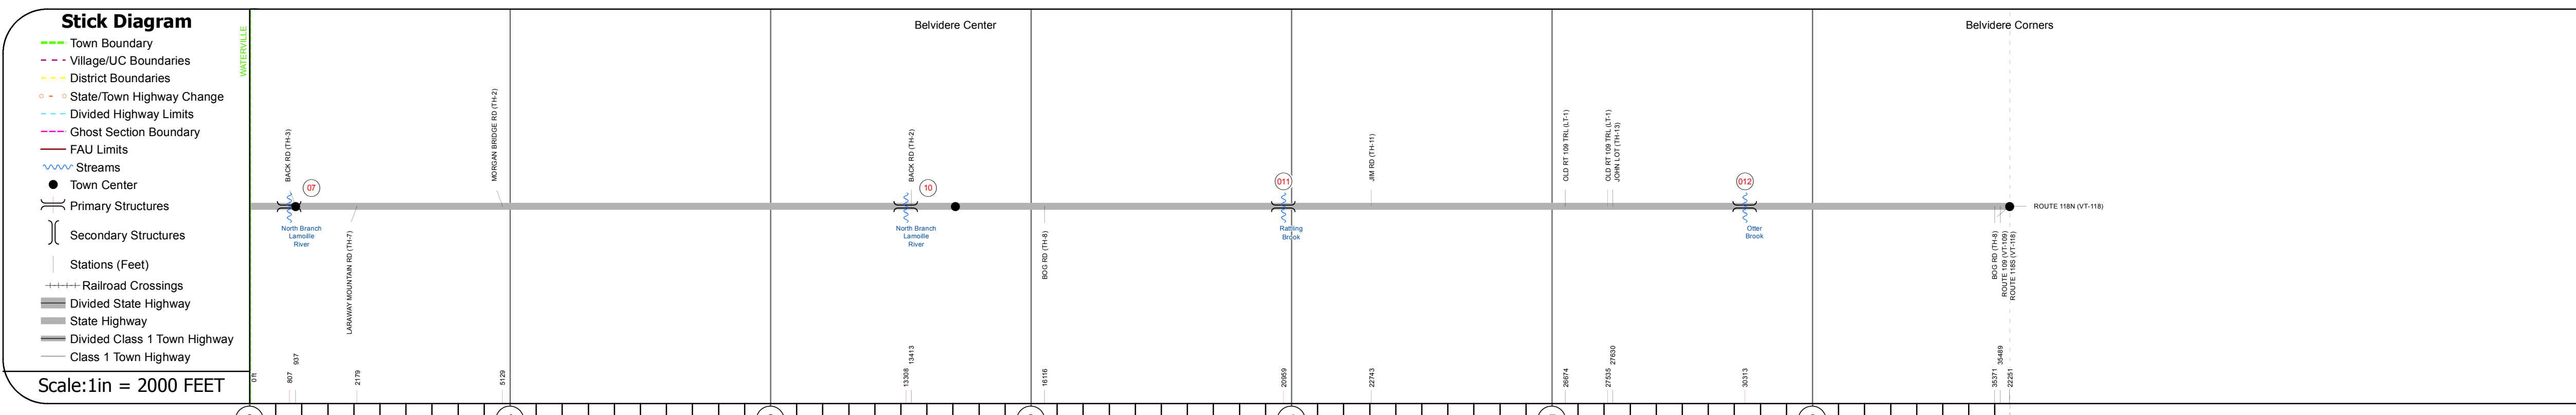 Stick Diagram
Town Boundary
Village/UC Boundaries
District Boundaries
State/Town Highway Change
Divided Highway Limits
Ghost Section Boundary
FAU Limits
Streams
Town Center
Primary Structures
Secondary Structures
Stations (Feet)
Railroad Crossings
Divided State Highway
State Highway
Divided Class 1 Town Highway
Class 1 Town Highway
Scale:1in = 2000 FEET
WATERVILLE
Belvidere Center
Belvidere Corners
BACK RD (TH-3)
MORGAN BRIDGE RD (TH-2)
BACK RD (TH-2)
JIM RD (TH-11)
OLD RT 109 TRL (LT-1)
OLD RT 109 TRL (LT-1)
JOHN LOT (TH-13)
07
10
011
012
ROUTE 118N (VT-118)
North Branch
Lamoille
River
North Branch
Lamoille
River
Rattling
Brook
Otter
Brook
LARAWAY MOUNTAIN RD (TH-7)
BOG RD (TH-8)
BOG RD (TH-8)
ROUTE 109 (VT-109)
ROUTE 118S (VT-118)
0 ft
807
937
2179
5129
13308
13413
16116
20959
22743
26674
27535
27630
30313
35371
35489
22251